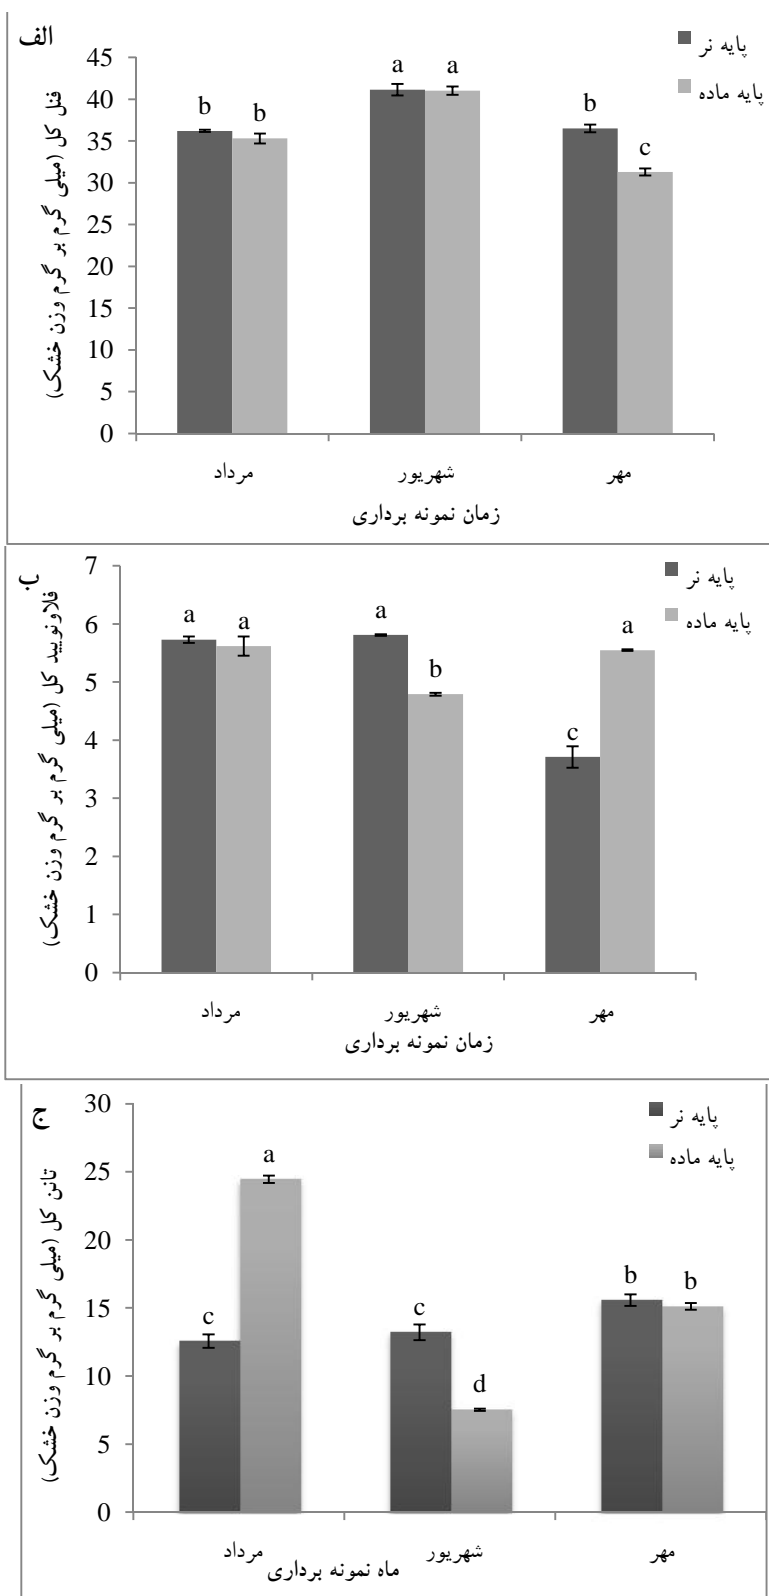 الف
پایه نر
پایه ماده
فنل کل (میلی گرم بر گرم وزن خشک)
45
40
35
30
25
20
15
10
5
0
b b a a b c
مرداد شهریور مهر
زمان نمونه برداری
ب
پایه نر
پایه ماده
فلاونویید کل (میلی گرم بر گرم وزن خشک)
7
6
5
4
3
2
1
0
a a a b c a
مرداد شهریور مهر
زمان نمونه برداری
ج
پایه نر
پایه ماده
تانن کل (میلی گرم بر گرم وزن خشک)
30
25
20
15
10
5
0
c a c d b b
مرداد شهریور مهر
ماه نمونه برداری